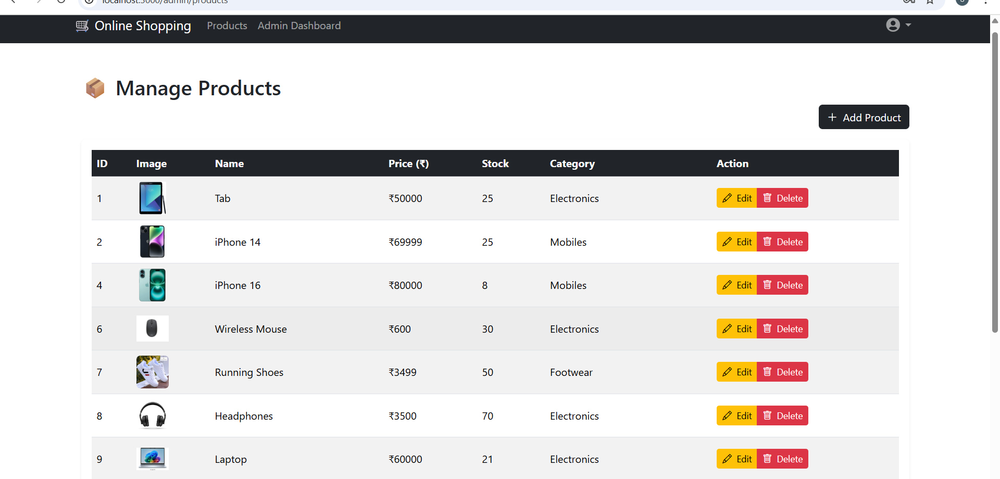 localhost:3000/admin/products
Online Shopping Products Admin Dashboard
Manage Products
+ Add Product
ID Image Name Price (₹) Stock Category Action
1 Tab ₹50000 25 Electronics Edit Delete
2 iPhone 14 ₹69999 25 Mobiles Edit Delete
4 iPhone 16 ₹80000 8 Mobiles Edit Delete
6 Wireless Mouse ₹600 30 Electronics Edit Delete
7 Running Shoes ₹3499 50 Footwear Edit Delete
8 Headphones ₹3500 70 Electronics Edit Delete
9 Laptop ₹60000 21 Electronics Edit Delete